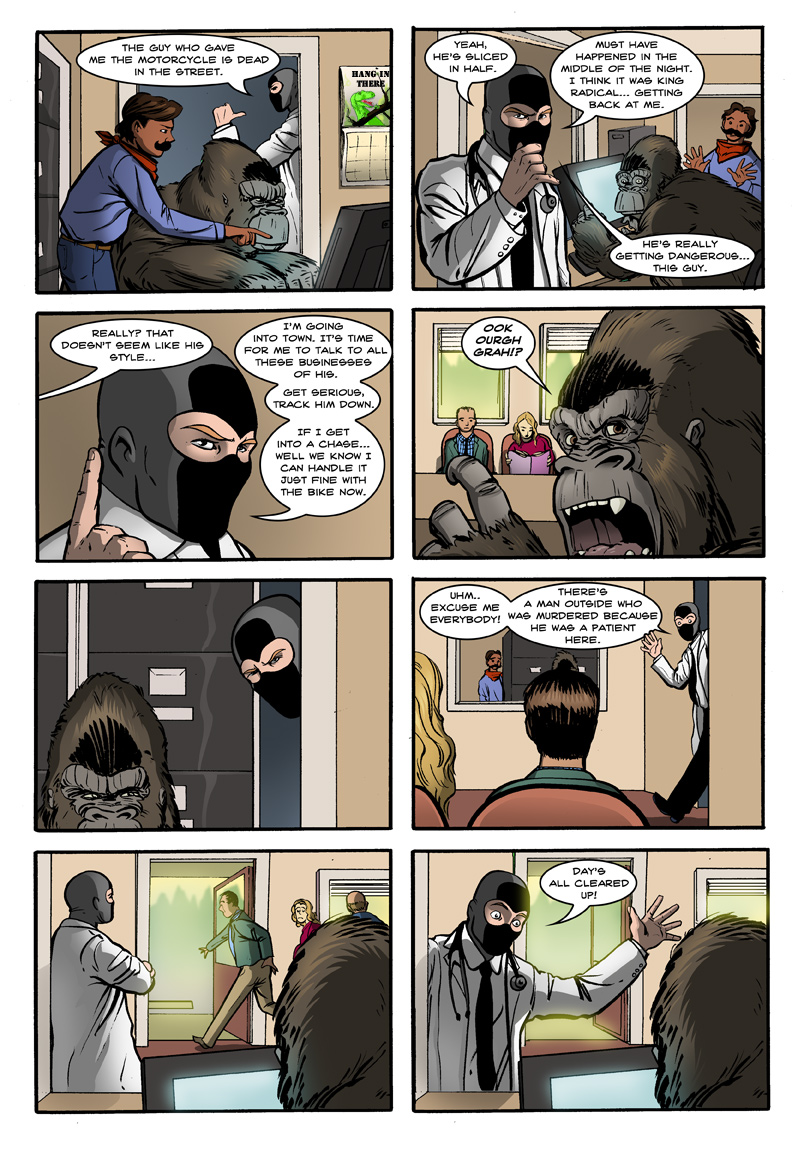 THE GUY WHO GAVE
ME THE MOTORCYCLE IS DEAD
IN THE STREET.
HANG IN
THERE
YEAH,
HE'S SLICED
IN HALF.
MUST HAVE
HAPPENED IN THE
MIDDLE OF THE NIGHT.
I THINK IT WAS KING
RADICAL... GETTING
BACK AT ME.
HE'S REALLY
GETTING DANGEROUS...
THIS GUY.
REALLY? THAT
DOESN'T SEEM LIKE HIS
STYLE...
I'M GOING
INTO TOWN. IT'S TIME
FOR ME TO TALK TO ALL
THESE BUSINESSES
OF HIS.
GET SERIOUS,
TRACK HIM DOWN.
IF I GET
INTO A CHASE...
WELL WE KNOW I
CAN HANDLE IT
JUST FINE WITH
THE BIKE NOW.
OOK
OURGH
GRAH!?
UHM..
EXCUSE ME
EVERYBODY!
THERE'S
A MAN OUTSIDE WHO
WAS MURDERED BECAUSE
HE WAS A PATIENT
HERE.
DAY'S
ALL CLEARED
UP!